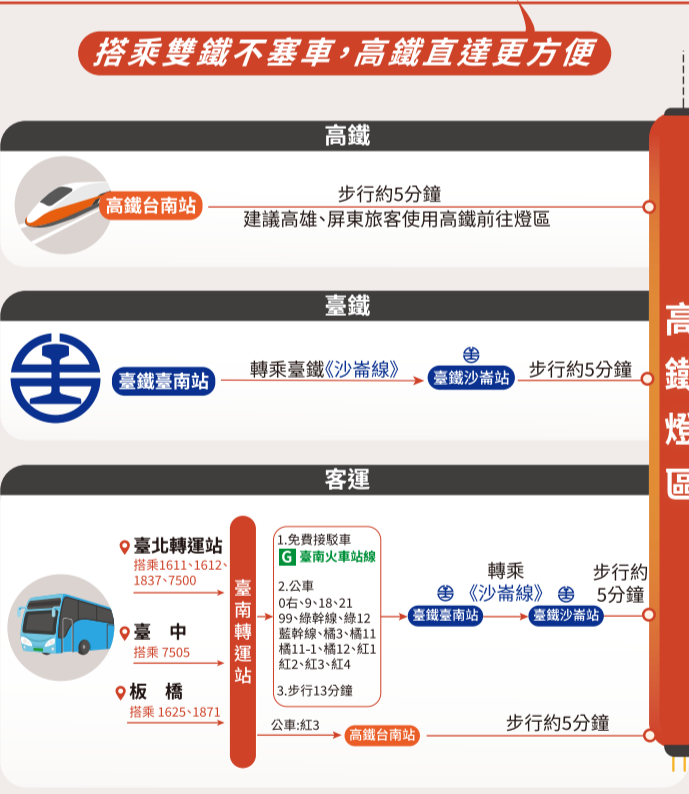 搭乘雙鐵不塞車,高鐵直達更方便
高鐵
高鐵台南站
步行約5分鐘
建議高雄、屏東旅客使用高鐵前往燈區
臺鐵
臺鐵臺南站
轉乘臺鐵《沙崙線》
臺鐵沙崙站
步行約5分鐘
高鐵燈區
客運
臺北轉運站
搭乘1611、1612、
1837、7500
臺 中
搭乘 7505
板 橋
搭乘 1625、1871
臺南轉運站
1.免費接駁車
G 臺南火車站線
2.公車
0右、9、18、21
99、綠幹線、綠12
藍幹線、橘3、橘11
橘11-1、橘12、紅1
紅2、紅3、紅4
3.步行13分鐘
臺鐵臺南站
轉乘
《沙崙線》
臺鐵沙崙站
步行約
5分鐘
公車:紅3
高鐵台南站
步行約5分鐘